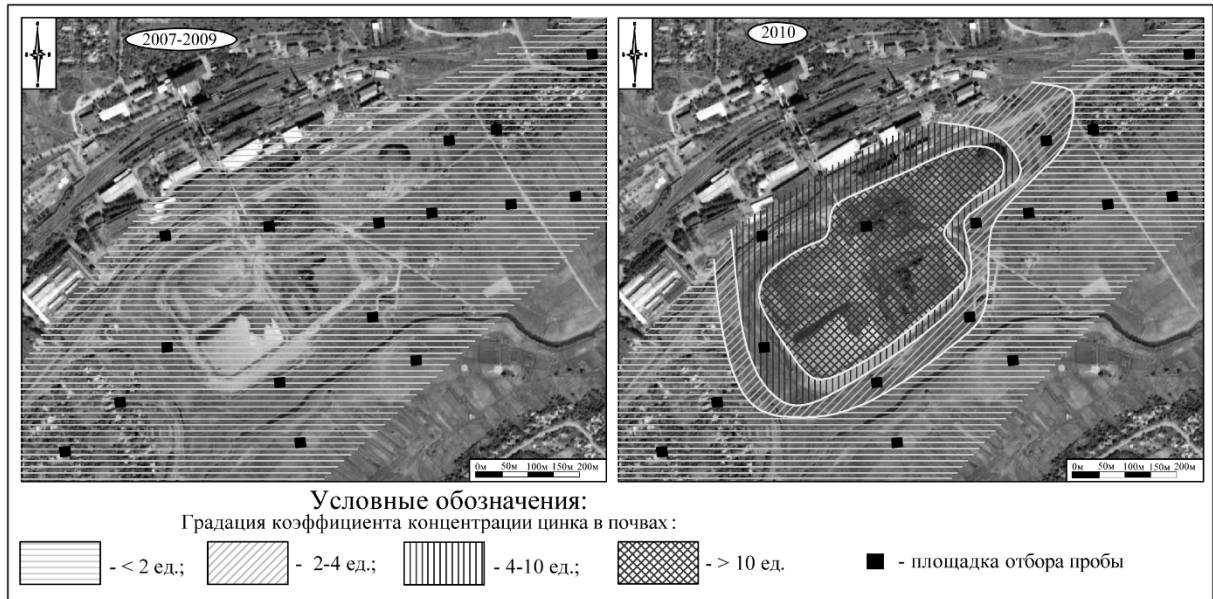 2007-2009
2010
0м 50м 100м 150м 200м
0м 50м 100м 150м 200м
Условные обозначения:
Градация коэффициента концентрации цинка в почвах:
- < 2 ед.; - 2-4 ед.; - 4-10 ед.; - > 10 ед. - площадка отбора пробы